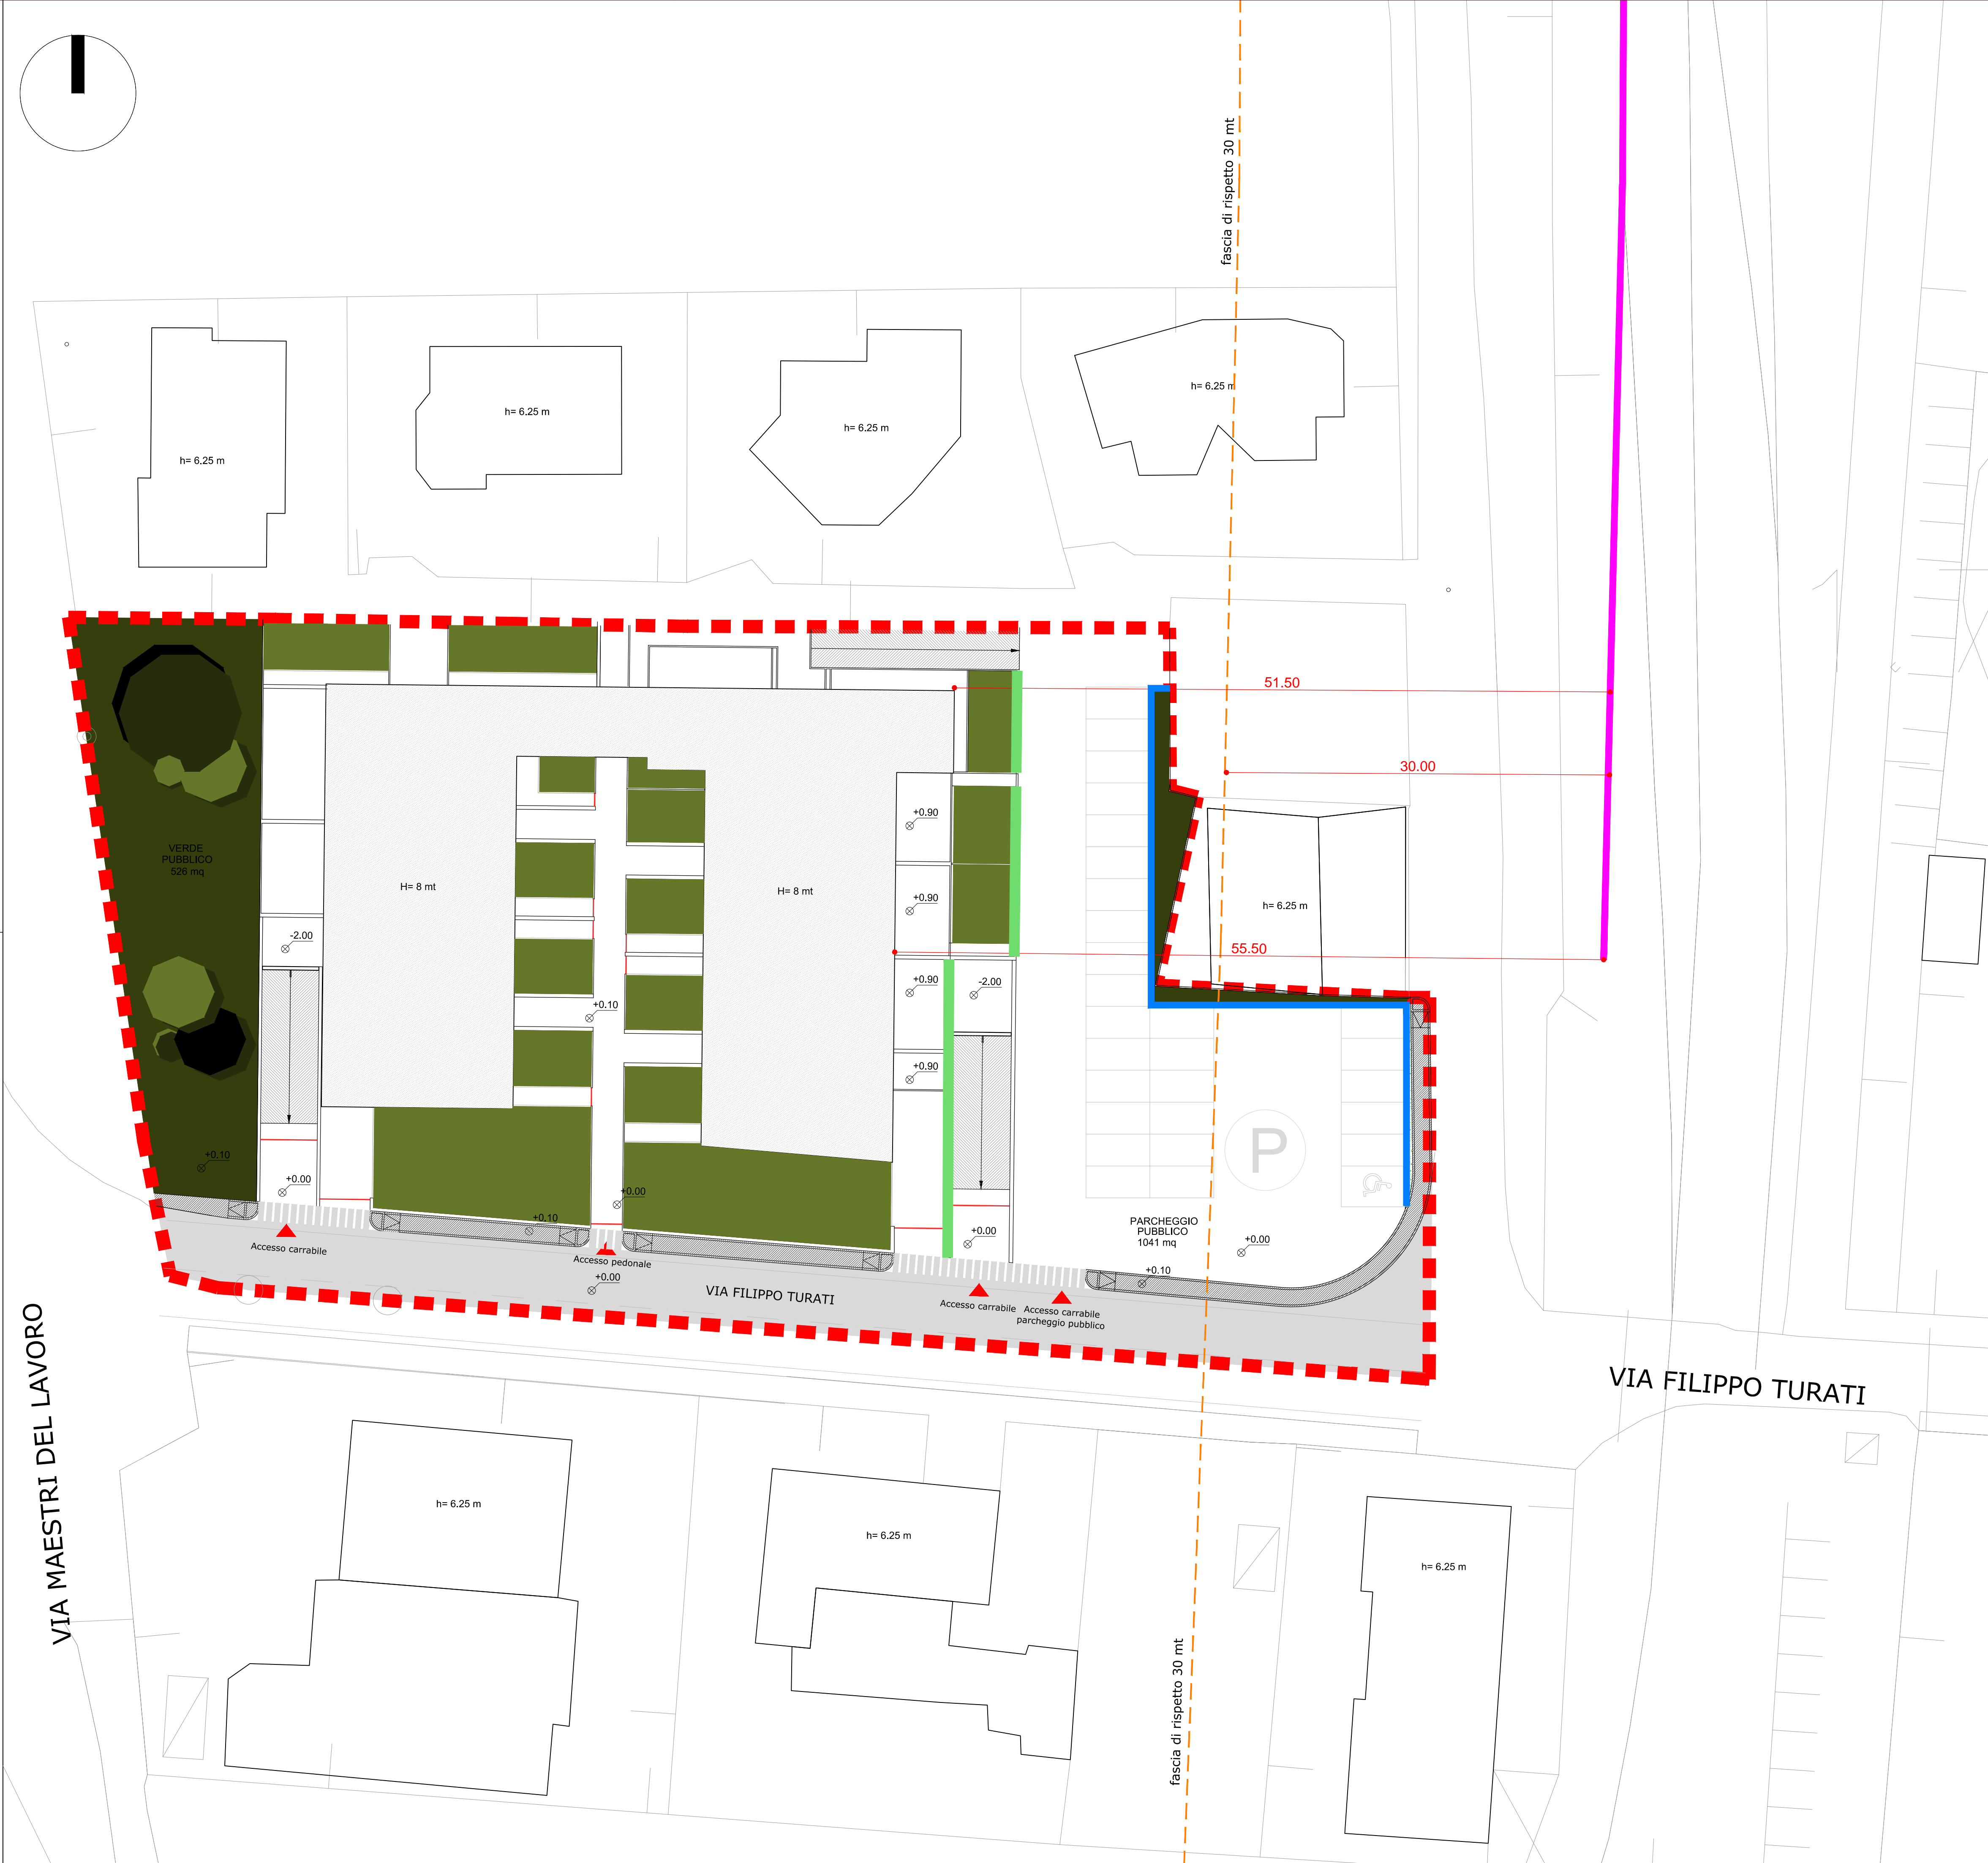 fascia di rispetto 30 mt
h= 6.25 m
h= 6.25 m
h= 6.25 m
h= 6.25 m
51.50
30.00
+0.90
VERDE
PUBBLICO
526 mq
H= 8 mt
H= 8 mt
+0.90
h= 6.25 m
-2.00
55.50
+0.90
-2.00
+0.10
+0.90
P
+0.10
+0.00
+0.00
+0.10
PARCHEGGIO
PUBBLICO
1041 mq
+0.00
+0.00
Accesso carrabile
Accesso pedonale
+0.00
+0.10
VIA FILIPPO TURATI
Accesso carrabile
Accesso carrabile
parcheggio pubblico
VIA MAESTRI DEL LAVORO
VIA FILIPPO TURATI
h= 6.25 m
h= 6.25 m
h= 6.25 m
fascia di rispetto 30 mt